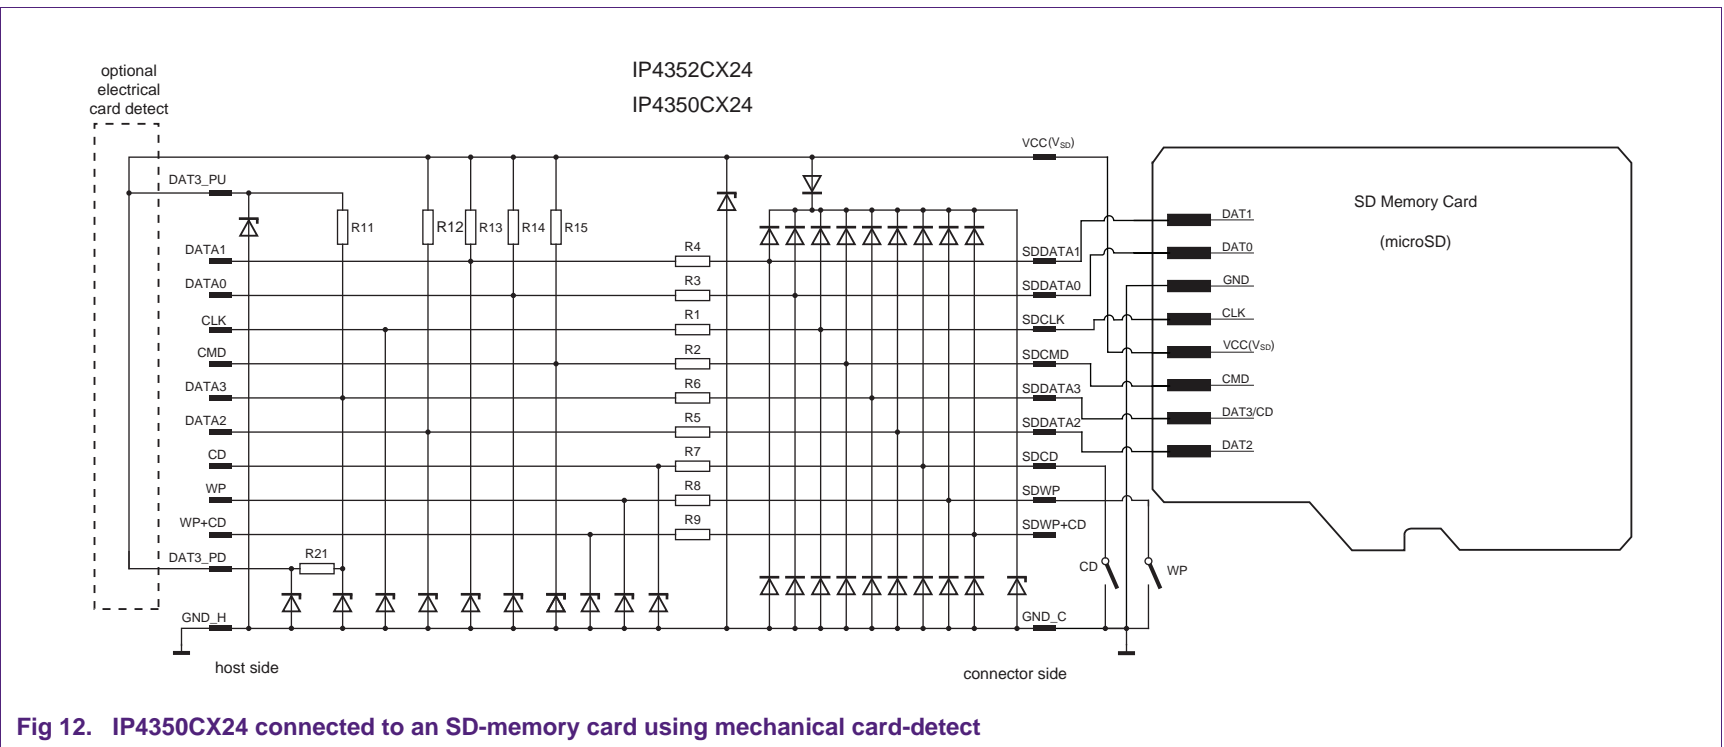 optional
electrical
card detect
IP4352CX24
IP4350CX24
VCC(VSD)
DAT3_PU
R11
R12
R13
R14
R15
DATA1
R4
SDDATA1
DATA0
R3
SDDATA0
CLK
R1
SDCLK
CMD
R2
SDCMD
DATA3
R6
SDDATA3
DATA2
R5
SDDATA2
CD
R7
SDCD
WP
R8
SDWP
WP+CD
R9
SDWP+CD
DAT3_PD
R21
GND_H
GND_C
CD
WP
host side
connector side
SD Memory Card
(microSD)
DAT1
DAT0
GND
CLK
VCC(VSD)
CMD
DAT3/CD
DAT2
Fig 12. IP4350CX24 connected to an SD-memory card using mechanical card-detect